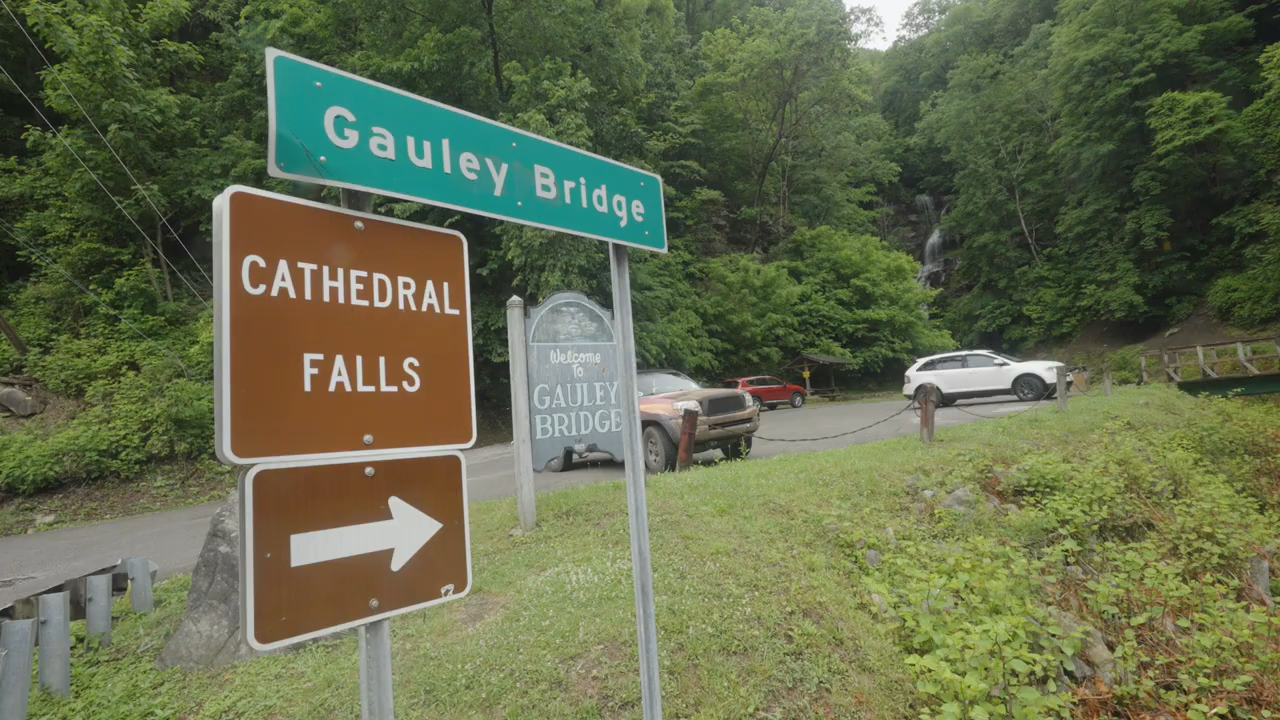 Gauley Bridge
CATHEDRAL
FALLS
Welcome
To
GAULEY
BRIDGE